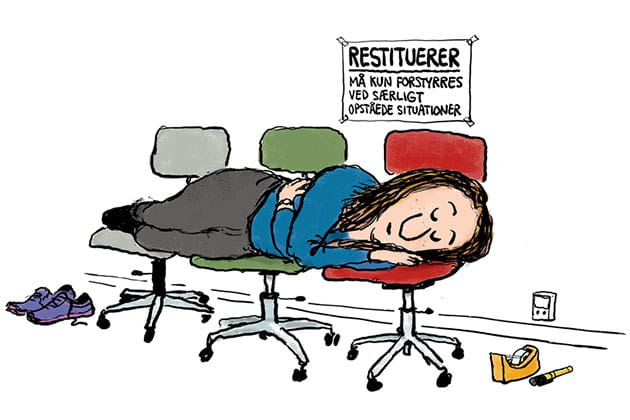 RESTITUERER
MÅ KUN FORSTYRRES
VED SÆRLIGT
OPSTÅEDE SITUATIONER